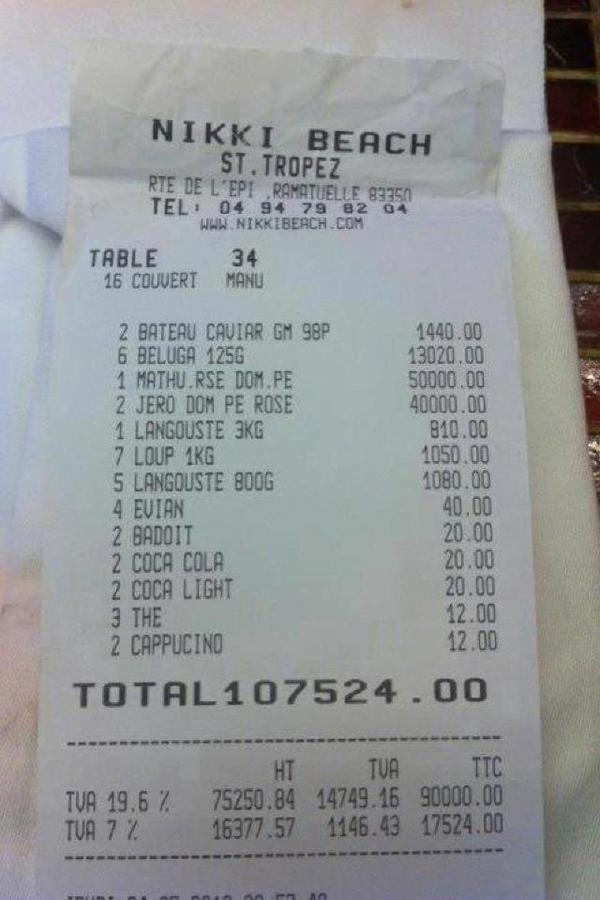 NIKKI BEACH
ST.TROPEZ
RTE DE L'EPI ,RAMATUELLE 83350
TEL: 04 94 79 82 04
WWW.NIKKIBEACH.COM
TABLE 34
16 COUVERT MANU
2 BATEAU CAVIAR GM 98P 1440.00
6 BELUGA 125G 13020.00
1 MATHU.RSE DOM.PE 50000.00
2 JERO DOM PE ROSE 40000.00
1 LANGOUSTE 3KG 810.00
7 LOUP 1KG 1050.00
5 LANGOUSTE 800G 1080.00
4 EVIAN 40.00
2 BADOIT 20.00
2 COCA COLA 20.00
2 COCA LIGHT 20.00
3 THE 12.00
2 CAPPUCINO 12.00
TOTAL107524.00
HT TVA TTC
TVA 19.6 % 75250.84 14749.16 90000.00
TVA 7 % 16377.57 1146.43 17524.00